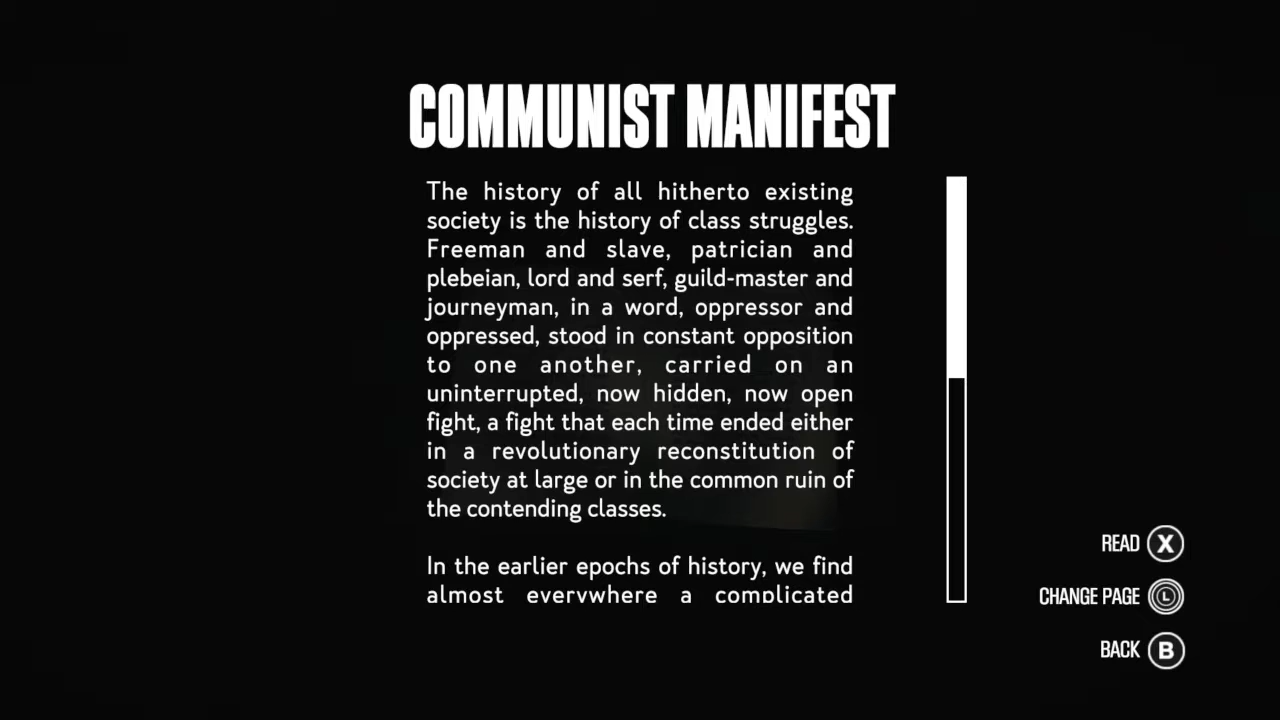 COMMUNIST MANIFEST
The history of all hitherto existing
society is the history of class struggles.
Freeman and slave, patrician and
plebeian, lord and serf, guild-master and
journeyman, in a word, oppressor and
oppressed, stood in constant opposition
to one another, carried on an
uninterrupted, now hidden, now open
fight, a fight that each time ended either
in a revolutionary reconstitution of
society at large or in the common ruin of
the contending classes.
In the earlier epochs of history, we find
almost everywhere a complicated
READ X
CHANGE PAGE L
BACK B